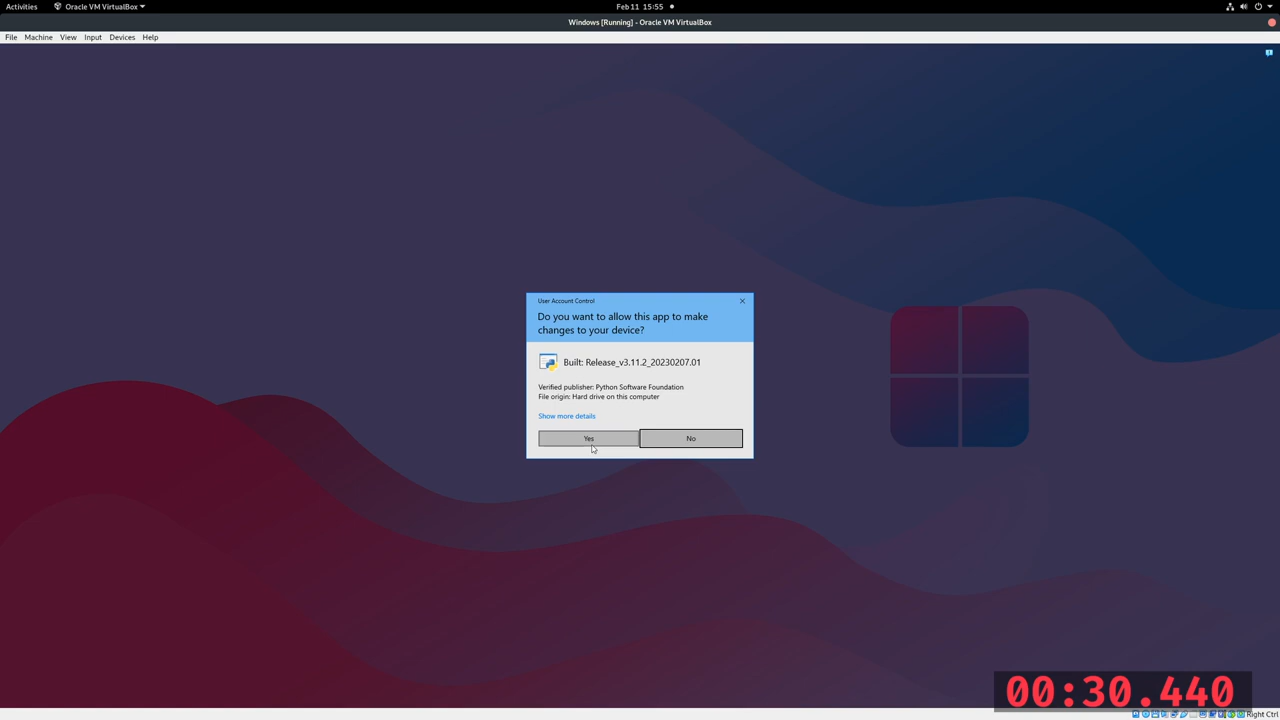 Activities Oracle VM VirtualBox Feb 11 15:55
Windows [Running] - Oracle VM VirtualBox
File Machine View Input Devices Help
User Account Control
Do you want to allow this app to make
changes to your device?
Built: Release_v3.11.2_20230207.01
Verified publisher: Python Software Foundation
File origin: Hard drive on this computer
Show more details
Yes No
00:30.440
Right Ctrl